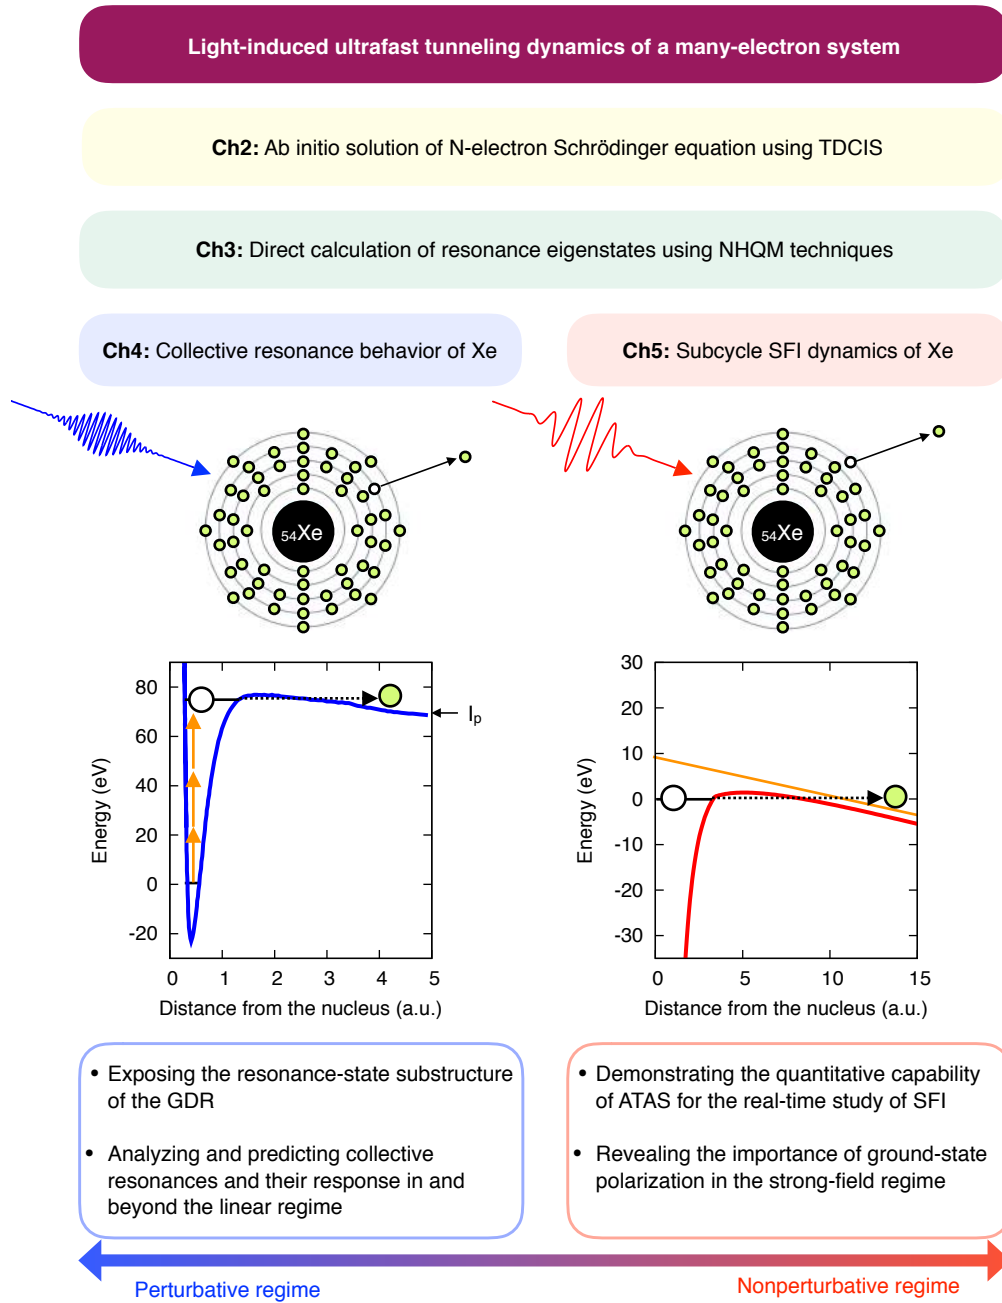 Light-induced ultrafast tunneling dynamics of a many-electron system
Ch2: Ab initio solution of N-electron Schrödinger equation using TDCIS
Ch3: Direct calculation of resonance eigenstates using NHQM techniques
Ch4: Collective resonance behavior of Xe
Ch5: Subcycle SFI dynamics of Xe
54Xe
54Xe
80
60
40
20
0
-20
Energy (eV)
0 1 2 3 4 5
Distance from the nucleus (a.u.)
Ip
30
20
10
0
-10
-20
-30
Energy (eV)
0 5 10 15
Distance from the nucleus (a.u.)
• Exposing the resonance-state substructure
of the GDR
• Analyzing and predicting collective
resonances and their response in and
beyond the linear regime
• Demonstrating the quantitative capability
of ATAS for the real-time study of SFI
• Revealing the importance of ground-state
polarization in the strong-field regime
Perturbative regime
Nonperturbative regime